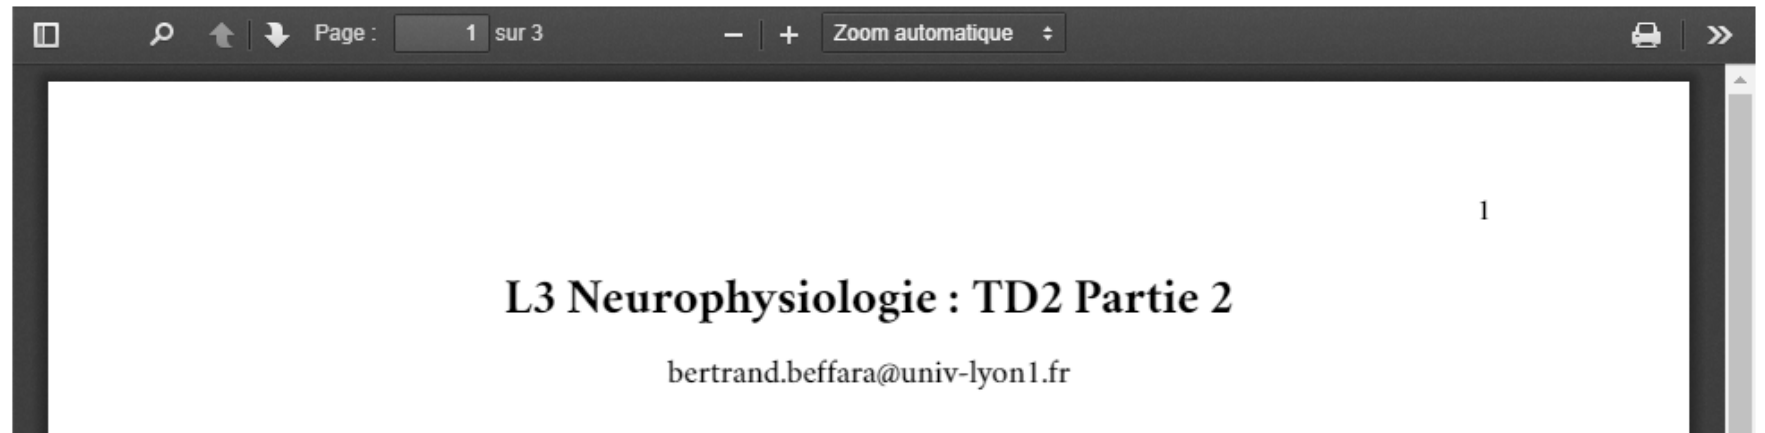 Page : 1 sur 3 Zoom automatique
1
L3 Neurophysiologie : TD2 Partie 2
bertrand.beffara@univ-lyon1.fr